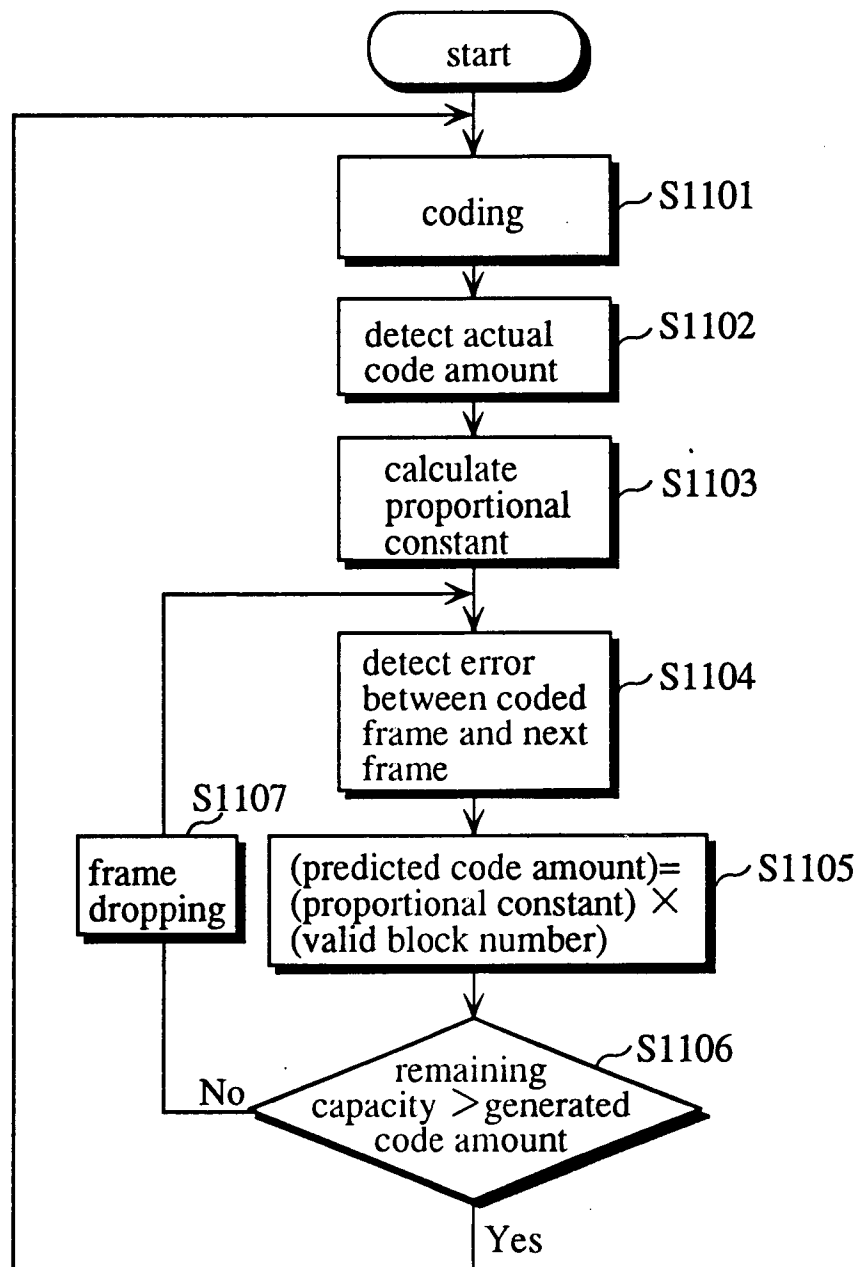 start
coding
S1101
detect actual
code amount
S1102
calculate
proportional
constant
S1103
detect error
between coded
frame and next
frame
S1104
S1107
frame
dropping
(predicted code amount)=
(proportional constant) ×
(valid block number)
S1105
remaining
capacity > generated
code amount
S1106
No
Yes